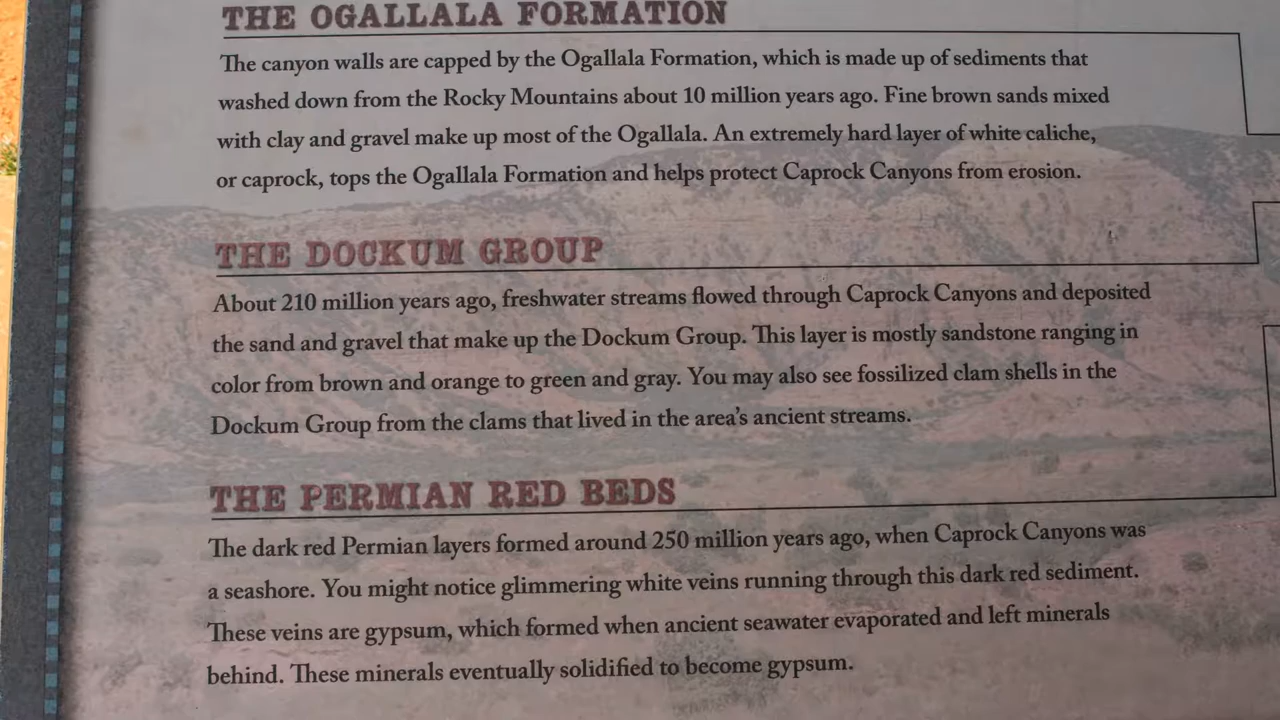 THE OGALLALA FORMATION
The canyon walls are capped by the Ogallala Formation, which is made up of sediments that
washed down from the Rocky Mountains about 10 million years ago. Fine brown sands mixed
with clay and gravel make up most of the Ogallala. An extremely hard layer of white caliche,
or caprock, tops the Ogallala Formation and helps protect Caprock Canyons from erosion.
THE DOCKUM GROUP
About 210 million years ago, freshwater streams flowed through Caprock Canyons and deposited
the sand and gravel that make up the Dockum Group. This layer is mostly sandstone ranging in
color from brown and orange to green and gray. You may also see fossilized clam shells in the
Dockum Group from the clams that lived in the area's ancient streams.
THE PERMIAN RED BEDS
The dark red Permian layers formed around 250 million years ago, when Caprock Canyons was
a seashore. You might notice glimmering white veins running through this dark red sediment.
These veins are gypsum, which formed when ancient seawater evaporated and left minerals
behind. These minerals eventually solidified to become gypsum.